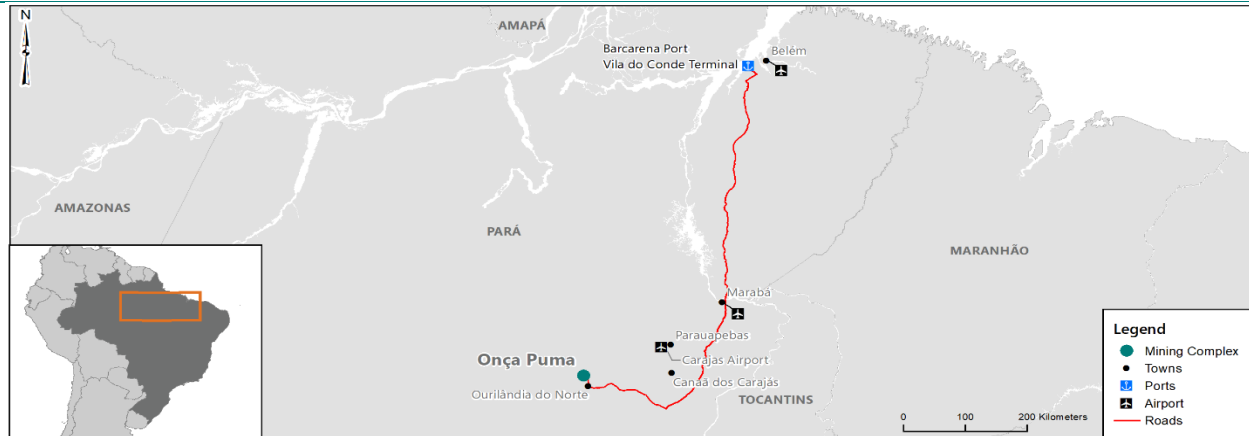 N
AMAPÁ
Barcarena Port
Vila do Conde Terminal
Belém
AMAZONAS
PARÁ
MARANHÃO
Marabá
Parauapebas
Carajas Airport
Onça Puma
Canaã dos Carajás
Ourilândia do Norte
TOCANTINS
0 100 200 Kilometers
Legend
Mining Complex
Towns
Ports
Airport
Roads